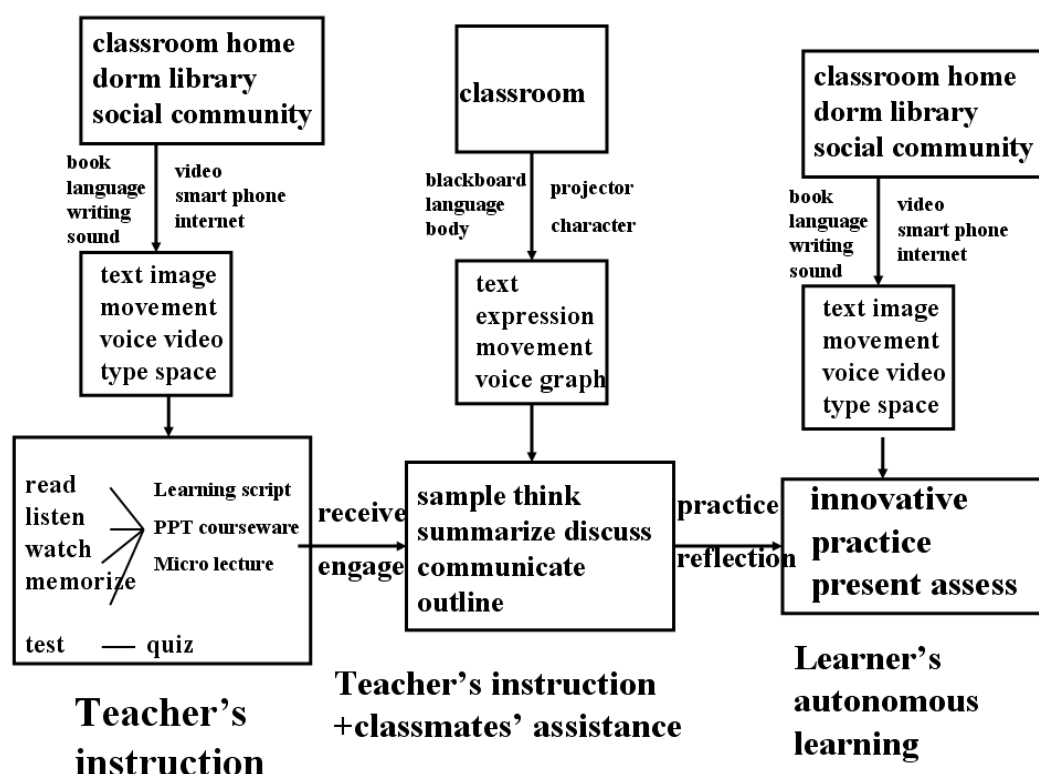 classroom home
dorm library
social community
book
language
writing
sound
video
smart phone
internet
text image
movement
voice video
type space
read
listen
watch
memorize
Learning script
PPT courseware
Micro lecture
test
quiz
Teacher's
instruction
receive
engage
classroom
blackboard
language
body
projector
character
text
expression
movement
voice graph
sample think
summarize discuss
communicate
outline
Teacher's instruction
+classmates' assistance
practice
reflection
classroom home
dorm library
social community
book
language
writing
sound
video
smart phone
internet
text image
movement
voice video
type space
innovative
practice
present assess
Learner's
autonomous
learning